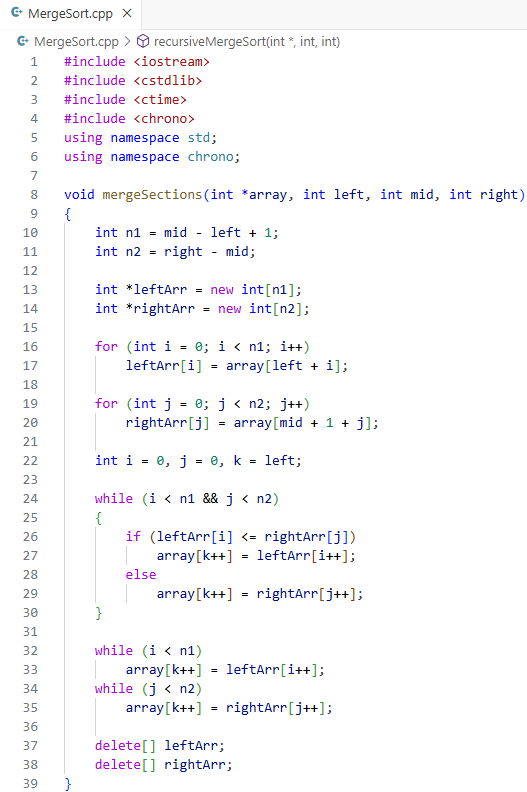 MergeSort.cpp ×
MergeSort.cpp > recursiveMergeSort(int *, int, int)
1 #include <iostream>
2 #include <cstdlib>
3 #include <ctime>
4 #include <chrono>
5 using namespace std;
6 using namespace chrono;
7
8 void mergeSections(int *array, int left, int mid, int right)
9 {
10     int n1 = mid - left + 1;
11     int n2 = right - mid;
12
13     int *leftArr = new int[n1];
14     int *rightArr = new int[n2];
15
16     for (int i = 0; i < n1; i++)
17         leftArr[i] = array[left + i];
18
19     for (int j = 0; j < n2; j++)
20         rightArr[j] = array[mid + 1 + j];
21
22     int i = 0, j = 0, k = left;
23
24     while (i < n1 && j < n2)
25     {
26         if (leftArr[i] <= rightArr[j])
27             array[k++] = leftArr[i++];
28         else
29             array[k++] = rightArr[j++];
30     }
31
32     while (i < n1)
33         array[k++] = leftArr[i++];
34     while (j < n2)
35         array[k++] = rightArr[j++];
36
37     delete[] leftArr;
38     delete[] rightArr;
39 }